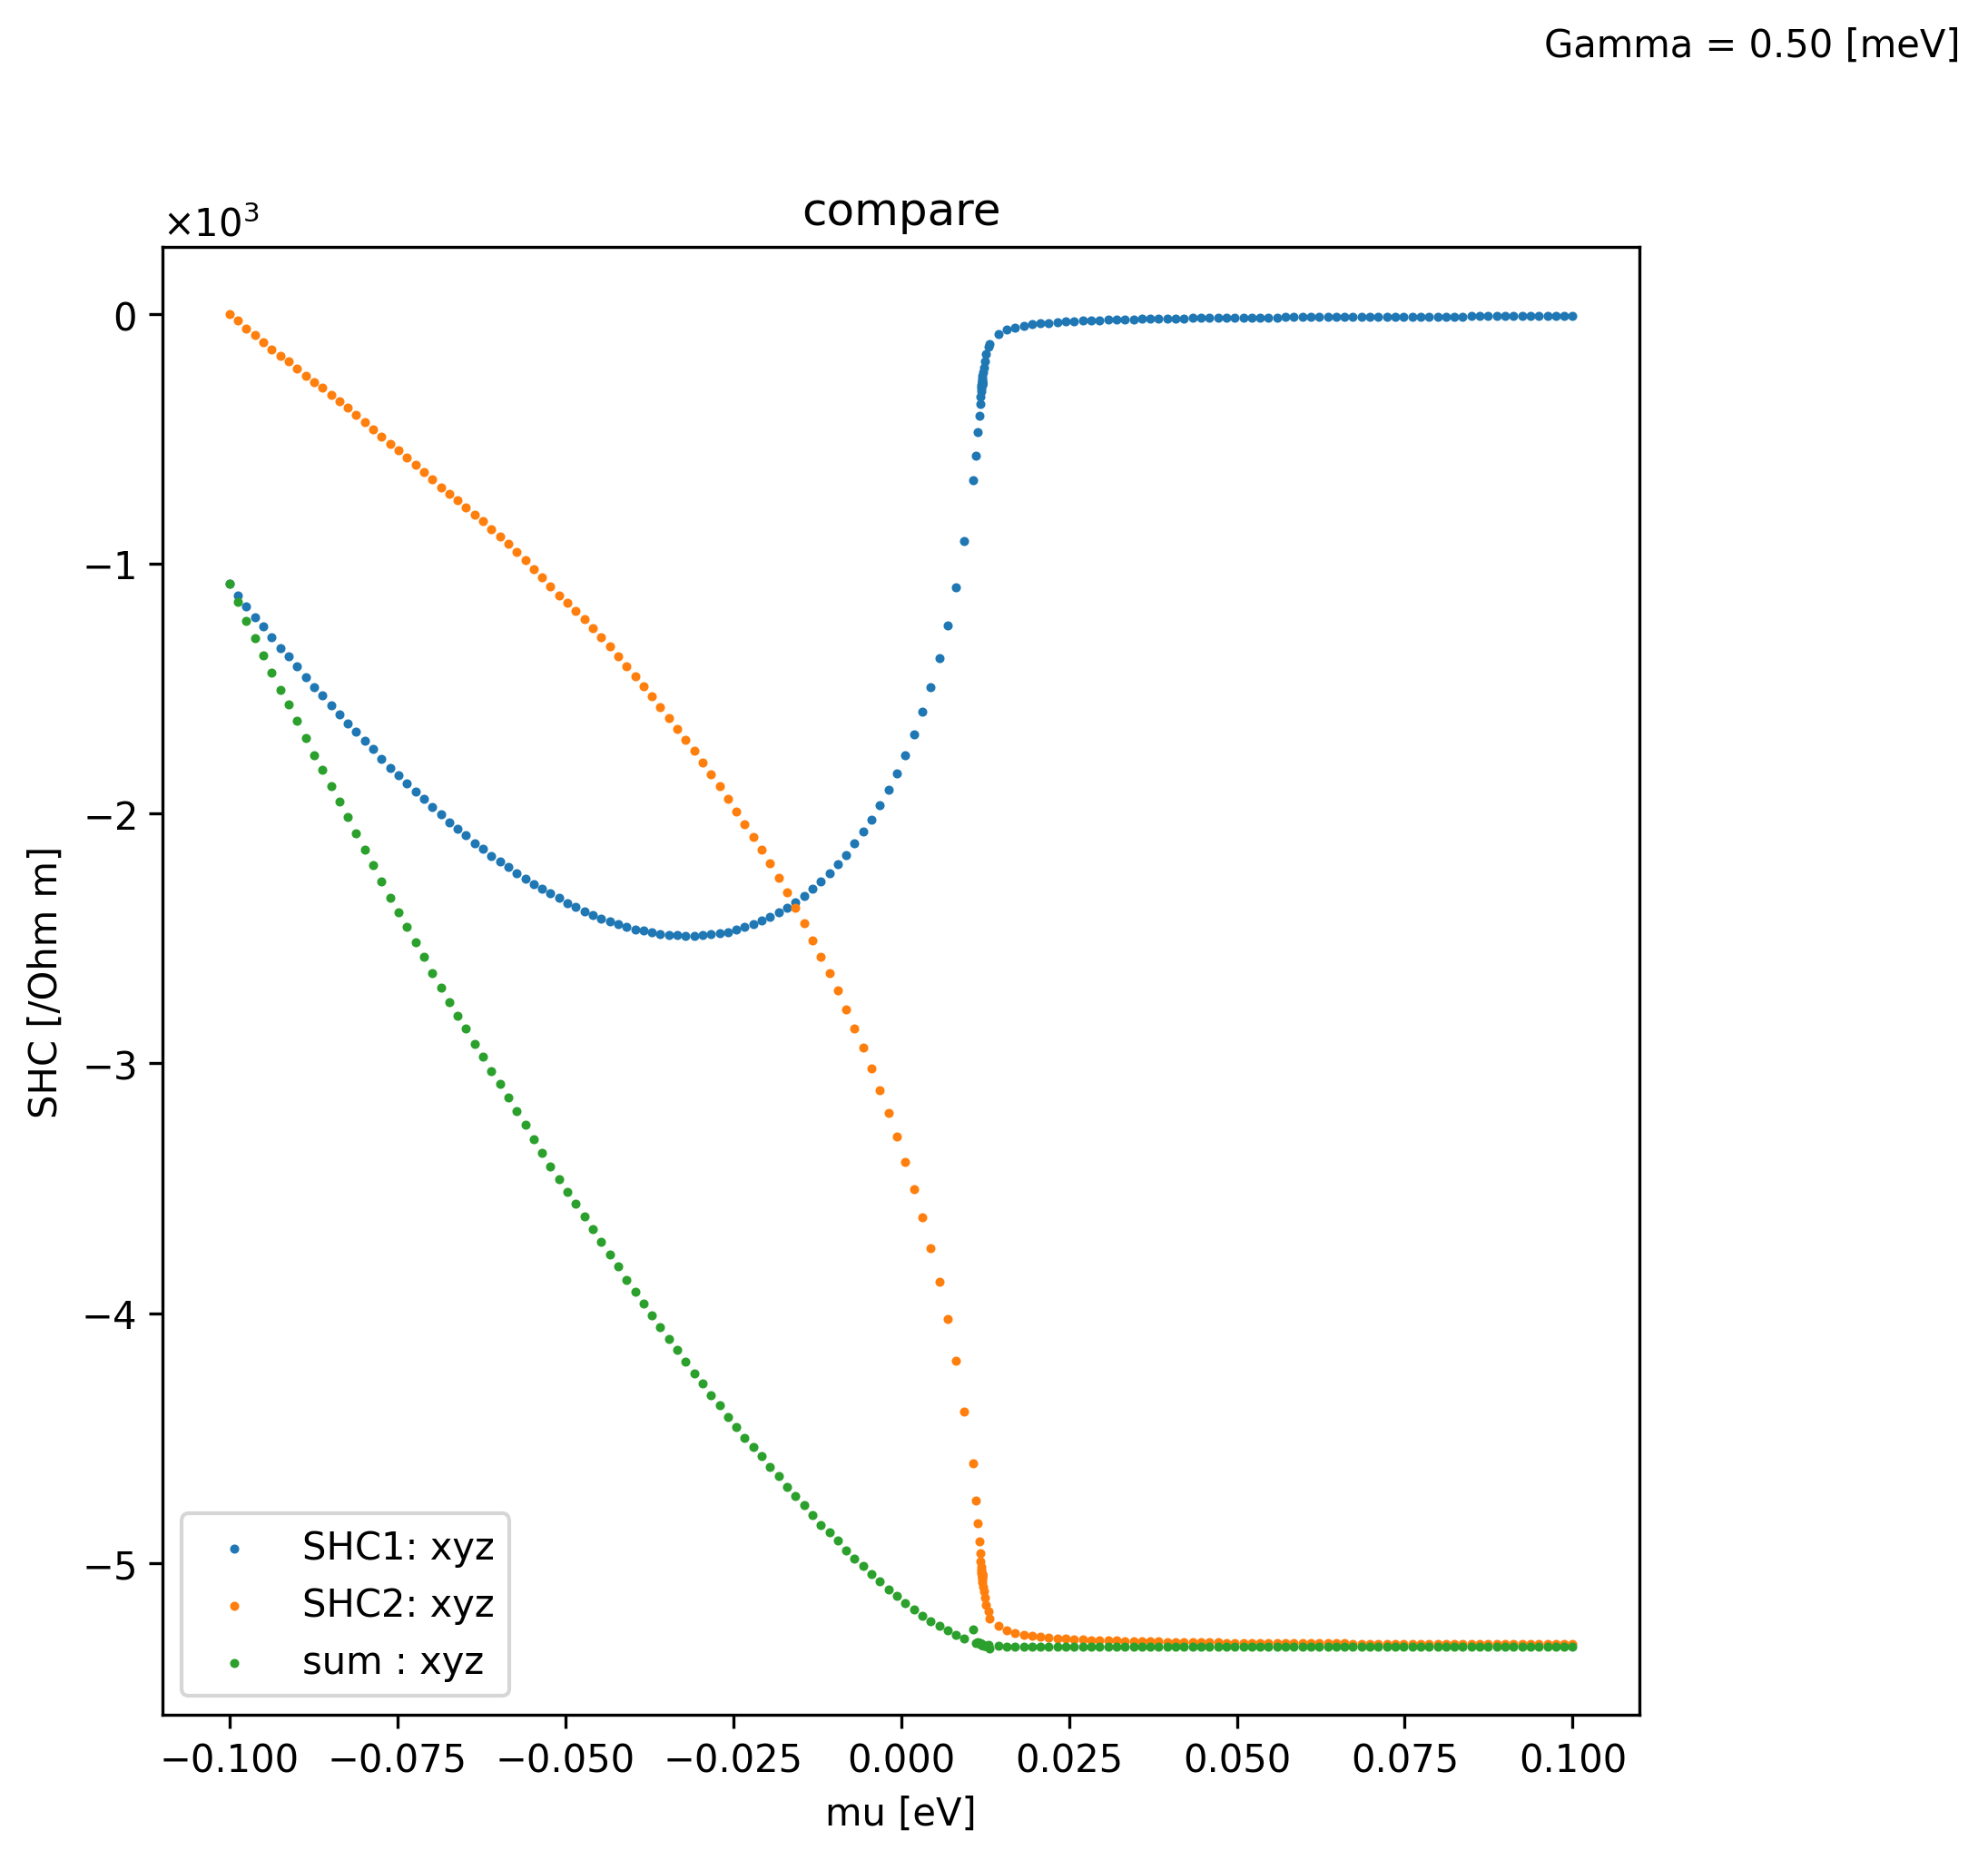 Gamma = 0.50 [meV]
compare
×10³
0
−1
−2
−3
−4
−5
SHC [/Ohm m]
SHC1: xyz
SHC2: xyz
sum : xyz
−0.100 −0.075 −0.050 −0.025 0.000 0.025 0.050 0.075 0.100
mu [eV]